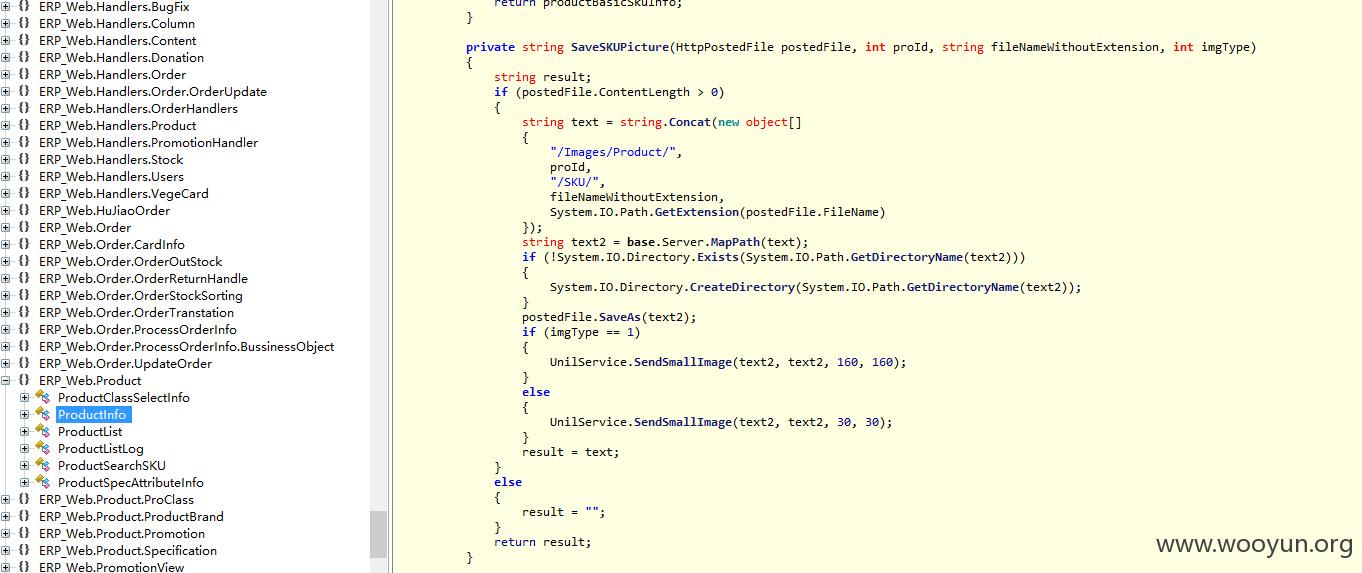 ERP_Web.Handlers.BugFix
ERP_Web.Handlers.Column
ERP_Web.Handlers.Content
ERP_Web.Handlers.Donation
ERP_Web.Handlers.Order
ERP_Web.Handlers.Order.OrderUpdate
ERP_Web.Handlers.OrderHandlers
ERP_Web.Handlers.Product
ERP_Web.Handlers.PromotionHandler
ERP_Web.Handlers.Stock
ERP_Web.Handlers.Users
ERP_Web.Handlers.VegeCard
ERP_Web.HuJiaoOrder
ERP_Web.Order
ERP_Web.Order.CardInfo
ERP_Web.Order.OrderOutStock
ERP_Web.Order.OrderReturnHandle
ERP_Web.Order.OrderStockSorting
ERP_Web.Order.OrderTranstation
ERP_Web.Order.ProcessOrderInfo
ERP_Web.Order.ProcessOrderInfo.BussinessObject
ERP_Web.Order.UpdateOrder
ERP_Web.Product
ProductClassSelectInfo
ProductInfo
ProductList
ProductListLog
ProductSearchSKU
ProductSpecAttributeInfo
ERP_Web.Product.ProClass
ERP_Web.Product.ProductBrand
ERP_Web.Product.Promotion
ERP_Web.Product.Specification
ERP_Web.PromotionView
return productBasicSkuInfo;
}
private string SaveSKUPicture(HttpPostedFile postedFile, int proId, string fileNameWithoutExtension, int imgType)
{
string result;
if (postedFile.ContentLength > 0)
{
string text = string.Concat(new object[]
{
"/Images/Product/",
proId,
"/SKU/",
fileNameWithoutExtension,
System.IO.Path.GetExtension(postedFile.FileName)
});
string text2 = base.Server.MapPath(text);
if (!System.IO.Directory.Exists(System.IO.Path.GetDirectoryName(text2)))
{
System.IO.Directory.CreateDirectory(System.IO.Path.GetDirectoryName(text2));
}
postedFile.SaveAs(text2);
if (imgType == 1)
{
UnilService.SendSmallImage(text2, text2, 160, 160);
}
else
{
UnilService.SendSmallImage(text2, text2, 30, 30);
}
result = text;
}
else
{
result = "";
}
return result;
}
www.wooyun.org